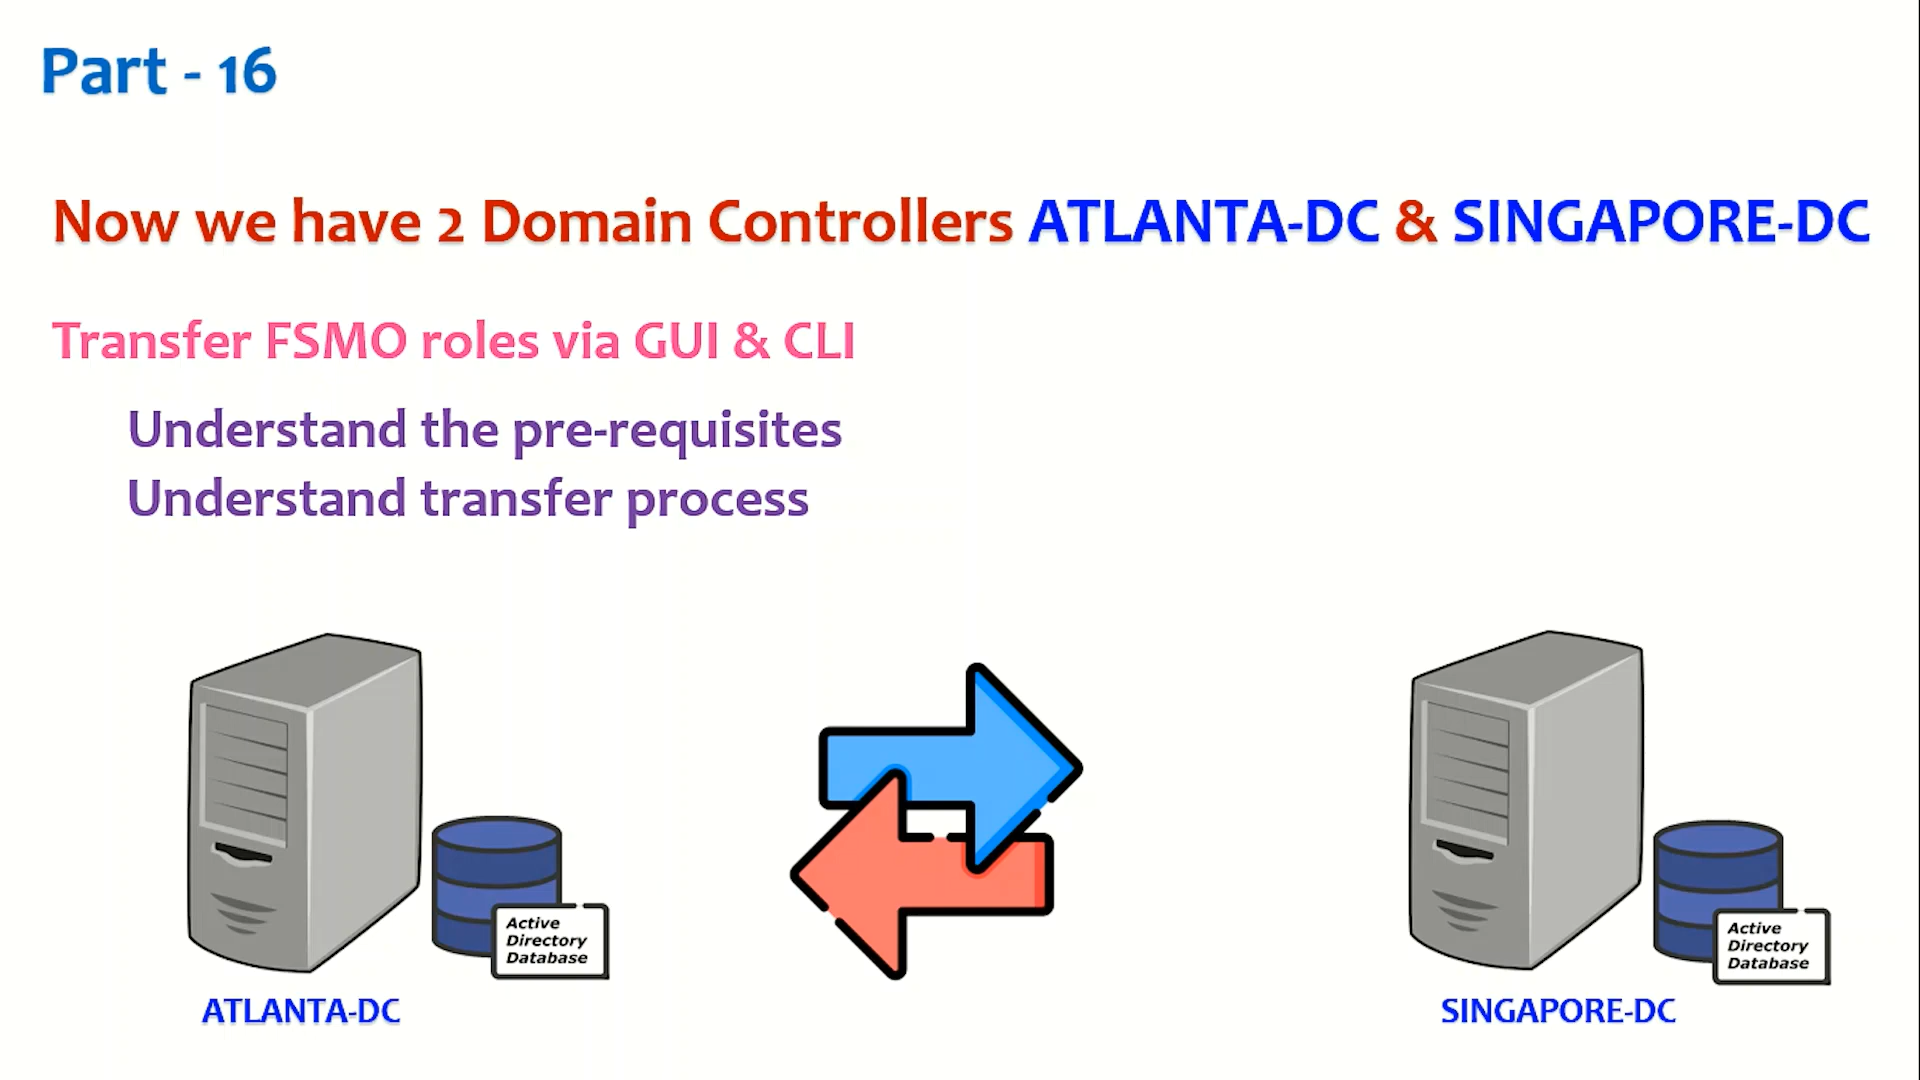 Part - 16
Now we have 2 Domain Controllers ATLANTA-DC & SINGAPORE-DC
Transfer FSMO roles via GUI & CLI
Understand the pre-requisites
Understand transfer process
Active
Directory
Database
ATLANTA-DC
Active
Directory
Database
SINGAPORE-DC